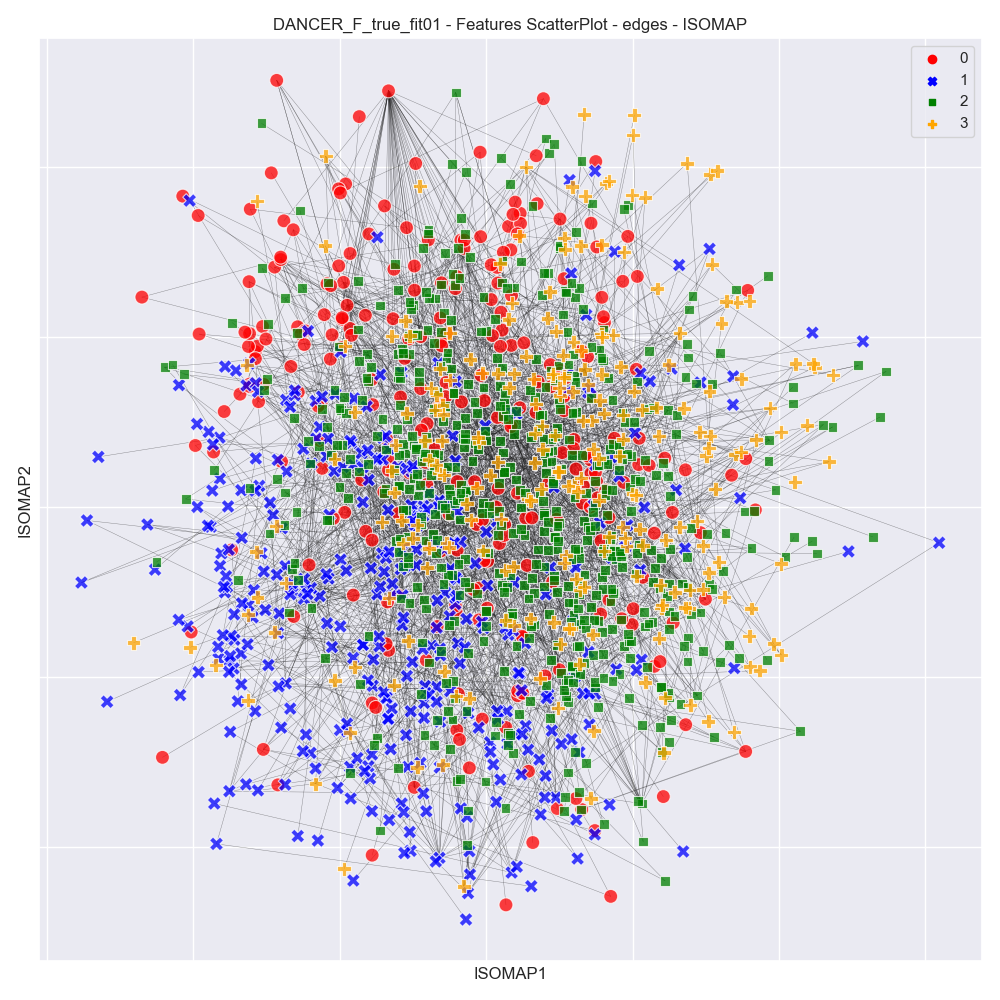 DANCER_F_true_fit01 - Features ScatterPlot - edges - ISOMAP
0
1
2
3
ISOMAP2
ISOMAP1